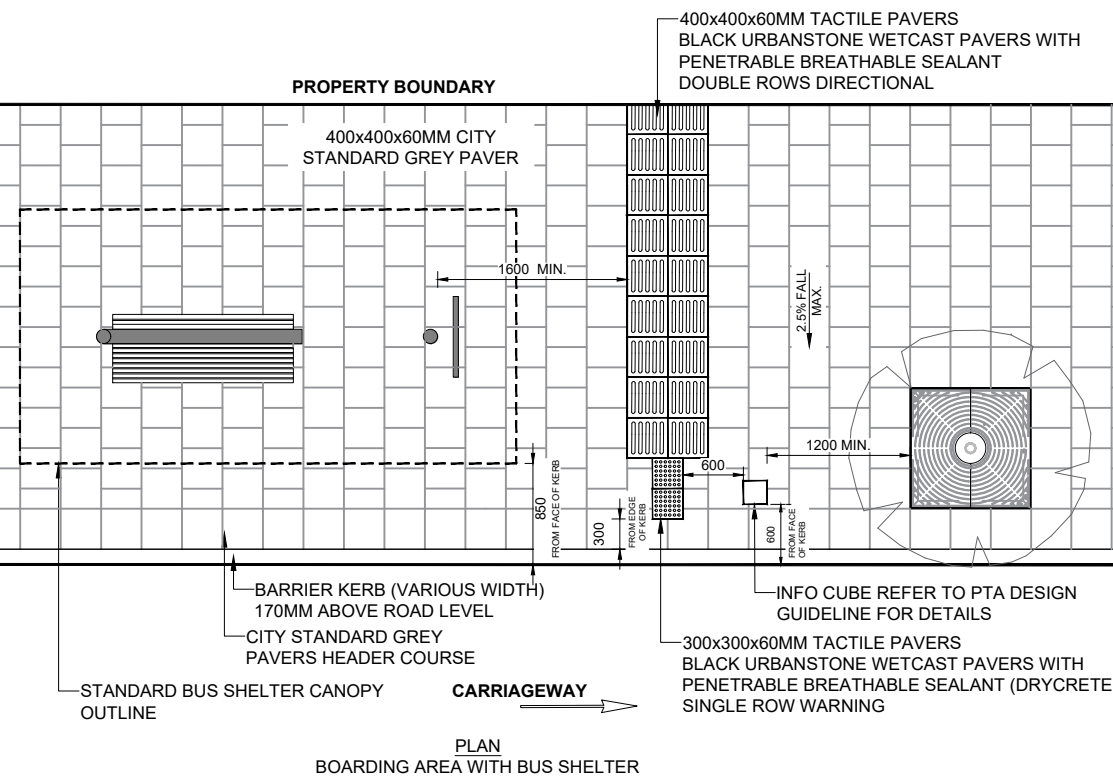 400x400x60MM TACTILE PAVERS
BLACK URBANSTONE WETCAST PAVERS WITH
PENETRABLE BREATHABLE SEALANT
DOUBLE ROWS DIRECTIONAL
PROPERTY BOUNDARY
400x400x60MM CITY
STANDARD GREY PAVER
1600 MIN.
2.5% FALL
MAX.
1200 MIN.
600
850
FROM FACE OF KERB
300
FROM EDGE
OF KERB
600
FROM FACE
OF KERB
BARRIER KERB (VARIOUS WIDTH)
170MM ABOVE ROAD LEVEL
CITY STANDARD GREY
PAVERS HEADER COURSE
STANDARD BUS SHELTER CANOPY
OUTLINE
CARRIAGEWAY
INFO CUBE REFER TO PTA DESIGN
GUIDELINE FOR DETAILS
300x300x60MM TACTILE PAVERS
BLACK URBANSTONE WETCAST PAVERS WITH
PENETRABLE BREATHABLE SEALANT (DRYCRETE
SINGLE ROW WARNING
PLAN
BOARDING AREA WITH BUS SHELTER